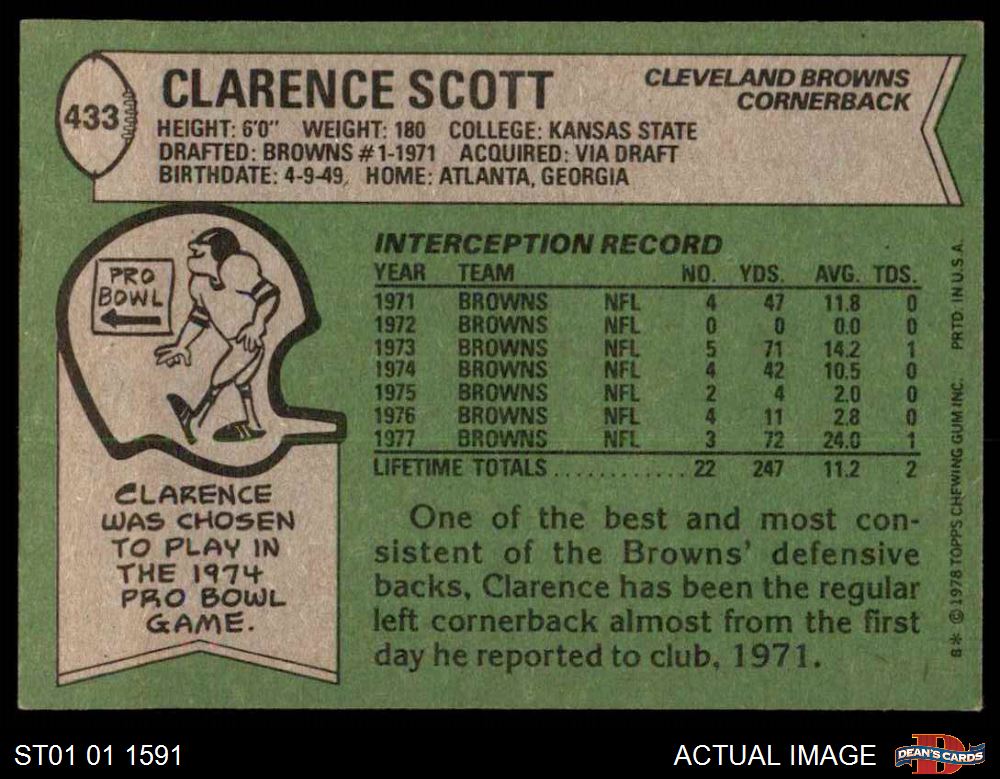 433
CLARENCE SCOTT
CLEVELAND BROWNS
CORNERBACK
HEIGHT: 6'0" WEIGHT: 180 COLLEGE: KANSAS STATE
DRAFTED: BROWNS #1-1971 ACQUIRED: VIA DRAFT
BIRTHDATE: 4-9-49, HOME: ATLANTA, GEORGIA
PRO
BOWL
CLARENCE
WAS CHOSEN
TO PLAY IN
THE 1974
PRO BOWL
GAME.
INTERCEPTION RECORD
YEAR TEAM NO. YDS. AVG. TDS.
1971 BROWNS NFL 4 47 11.8 0
1972 BROWNS NFL 0 0 0.0 0
1973 BROWNS NFL 5 71 14.2 1
1974 BROWNS NFL 4 42 10.5 0
1975 BROWNS NFL 2 4 2.0 0
1976 BROWNS NFL 4 11 2.8 0
1977 BROWNS NFL 3 72 24.0 1
LIFETIME TOTALS............ 22 247 11.2 2
One of the best and most con-
sistent of the Browns' defensive
backs, Clarence has been the regular
left cornerback almost from the first
day he reported to club, 1971.
8* © 1978 TOPPS CHEWING GUM INC. PRTD. IN U.S.A.
ST01 01 1591
ACTUAL IMAGE
D
DEAN'S CARDS